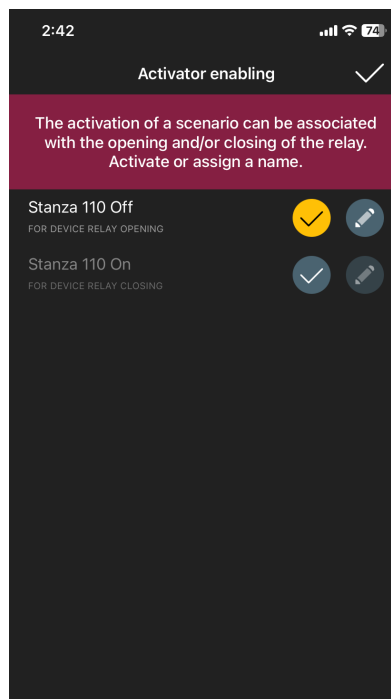 2:42
74
Activator enabling
The activation of a scenario can be associated
with the opening and/or closing of the relay.
Activate or assign a name.
Stanza 110 Off
FOR DEVICE RELAY OPENING
Stanza 110 On
FOR DEVICE RELAY CLOSING